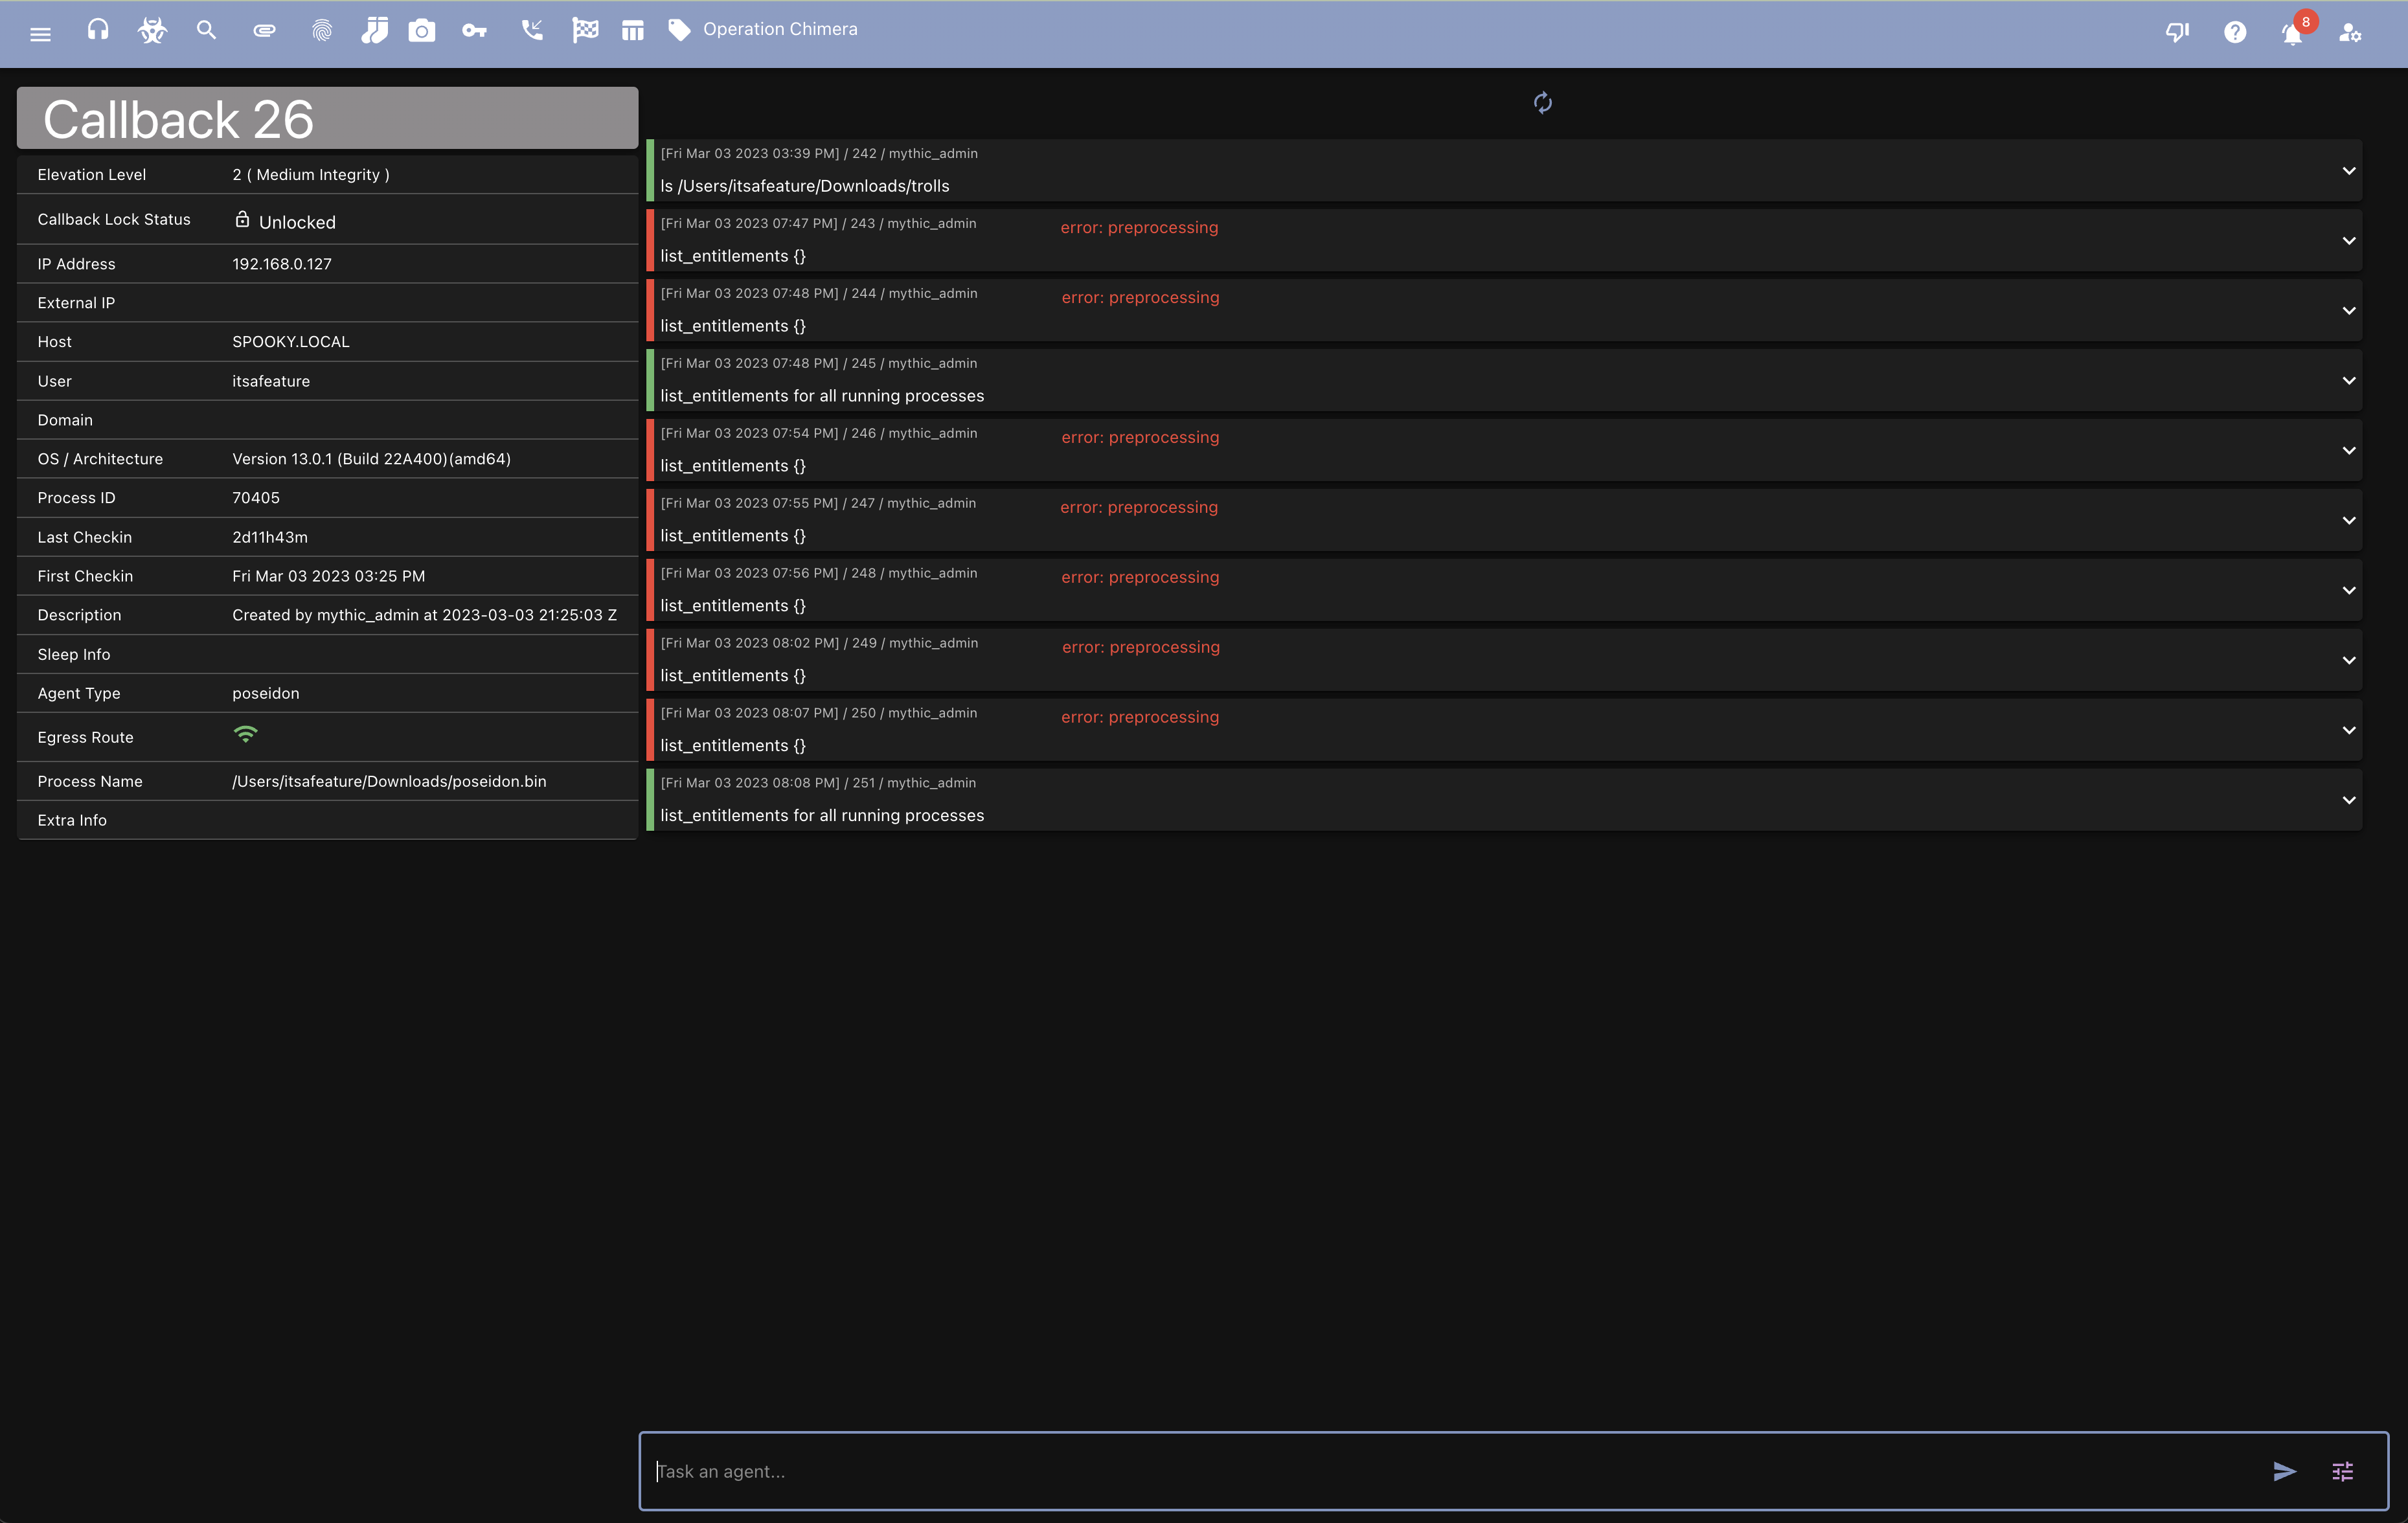 Operation Chimera
8
Callback 26
Elevation Level 2 ( Medium Integrity )
Callback Lock Status Unlocked
IP Address 192.168.0.127
External IP
Host SPOOKY.LOCAL
User itsafeature
Domain
OS / Architecture Version 13.0.1 (Build 22A400)(amd64)
Process ID 70405
Last Checkin 2d11h43m
First Checkin Fri Mar 03 2023 03:25 PM
Description Created by mythic_admin at 2023-03-03 21:25:03 Z
Sleep Info
Agent Type poseidon
Egress Route
Process Name /Users/itsafeature/Downloads/poseidon.bin
Extra Info
[Fri Mar 03 2023 03:39 PM] / 242 / mythic_admin
ls /Users/itsafeature/Downloads/trolls
[Fri Mar 03 2023 07:47 PM] / 243 / mythic_admin error: preprocessing
list_entitlements {}
[Fri Mar 03 2023 07:48 PM] / 244 / mythic_admin error: preprocessing
list_entitlements {}
[Fri Mar 03 2023 07:48 PM] / 245 / mythic_admin
list_entitlements for all running processes
[Fri Mar 03 2023 07:54 PM] / 246 / mythic_admin error: preprocessing
list_entitlements {}
[Fri Mar 03 2023 07:55 PM] / 247 / mythic_admin error: preprocessing
list_entitlements {}
[Fri Mar 03 2023 07:56 PM] / 248 / mythic_admin error: preprocessing
list_entitlements {}
[Fri Mar 03 2023 08:02 PM] / 249 / mythic_admin error: preprocessing
list_entitlements {}
[Fri Mar 03 2023 08:07 PM] / 250 / mythic_admin error: preprocessing
list_entitlements {}
[Fri Mar 03 2023 08:08 PM] / 251 / mythic_admin
list_entitlements for all running processes
Task an agent...